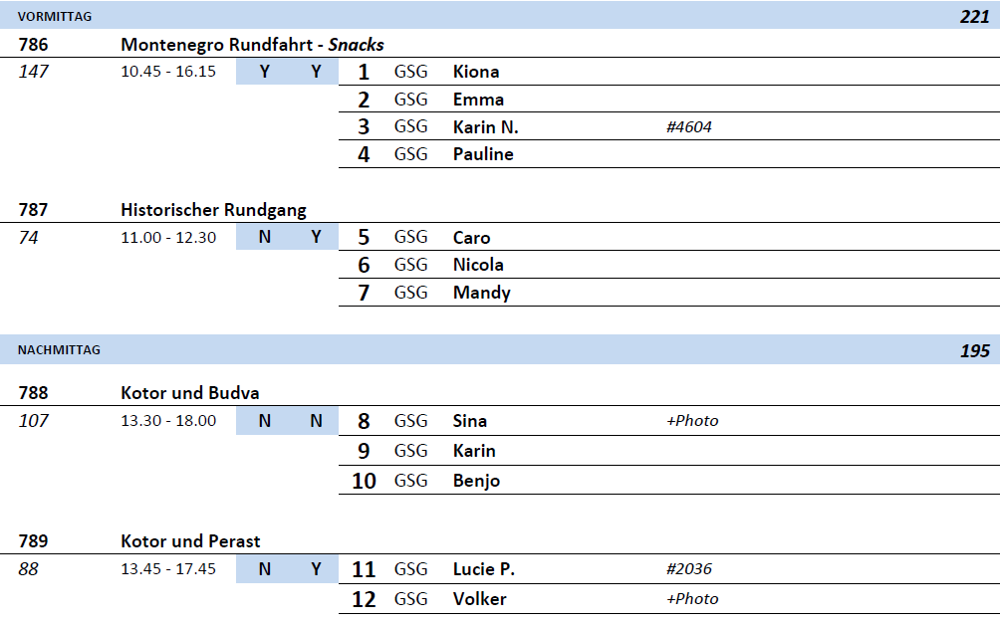 VORMITTAG 221
786 Montenegro Rundfahrt - Snacks
147 10.45 - 16.15 Y Y 1 GSG Kiona
2 GSG Emma
3 GSG Karin N. #4604
4 GSG Pauline
787 Historischer Rundgang
74 11.00 - 12.30 N Y 5 GSG Caro
6 GSG Nicola
7 GSG Mandy
NACHMITTAG 195
788 Kotor und Budva
107 13.30 - 18.00 N N 8 GSG Sina +Photo
9 GSG Karin
10 GSG Benjo
789 Kotor und Perast
88 13.45 - 17.45 N Y 11 GSG Lucie P. #2036
12 GSG Volker +Photo